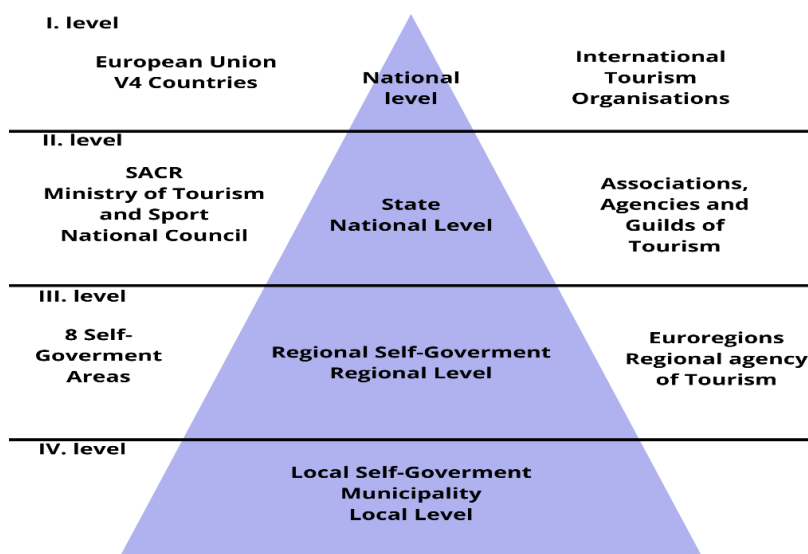 I. level
European Union
V4 Countries
National
level
International
Tourism
Organisations
II. level
SACR
Ministry of Tourism
and Sport
National Council
State
National Level
Associations,
Agencies and
Guilds of
Tourism
III. level
8 Self-
Goverment
Areas
Regional Self-Goverment
Regional Level
Euroregions
Regional agency
of Tourism
IV. level
Local Self-Goverment
Municipality
Local Level